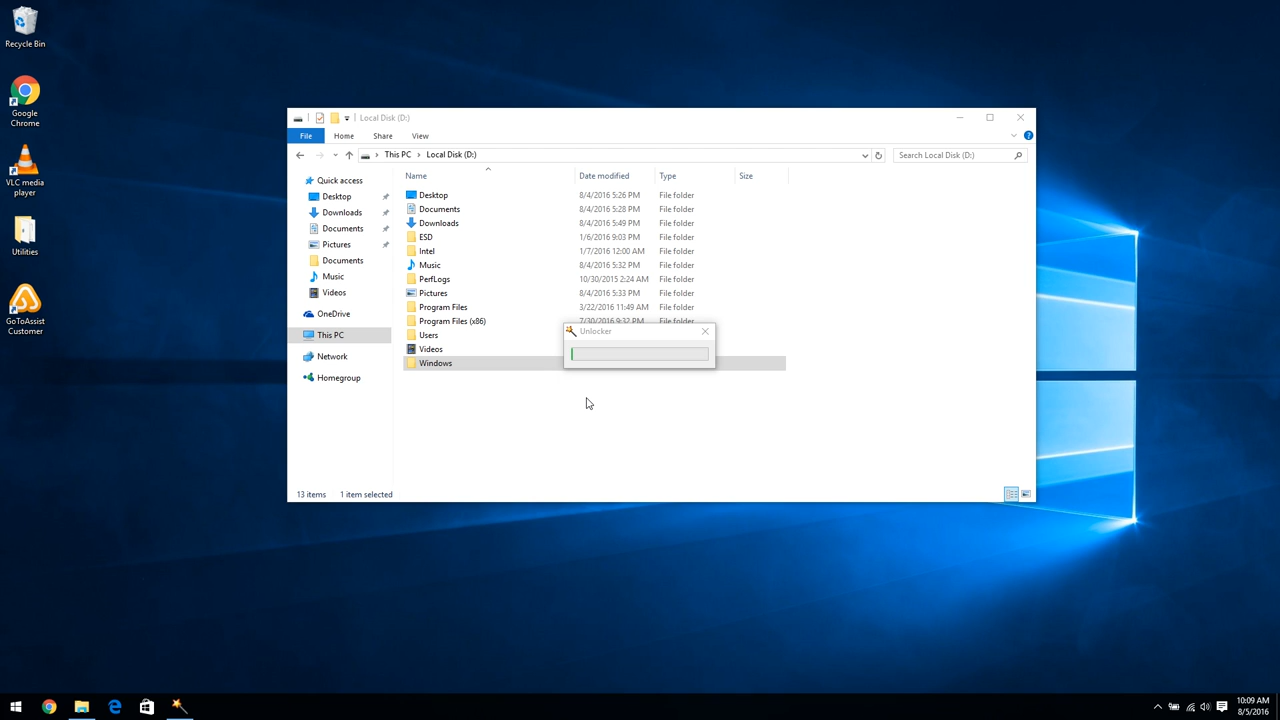 Recycle Bin
Google
Chrome
VLC media
player
Utilities
GoToAssist
Customer
Local Disk (D:)
File Home Share View
This PC > Local Disk (D:)
Search Local Disk (D:)
Quick access
Desktop
Downloads
Documents
Pictures
Documents
Music
Videos
OneDrive
This PC
Network
Homegroup
Name Date modified Type Size
Desktop 8/4/2016 5:26 PM File folder
Documents 8/4/2016 5:28 PM File folder
Downloads 8/4/2016 5:49 PM File folder
ESD 1/6/2016 9:03 PM File folder
Intel 1/7/2016 12:00 AM File folder
Music 8/4/2016 5:32 PM File folder
PerfLogs 10/30/2015 2:24 AM File folder
Pictures 8/4/2016 5:33 PM File folder
Program Files 3/22/2016 11:49 AM File folder
Program Files (x86) 7/30/2016 9:32 PM File folder
Users
Videos
Windows
Unlocker
13 items 1 item selected
10:09 AM
8/5/2016